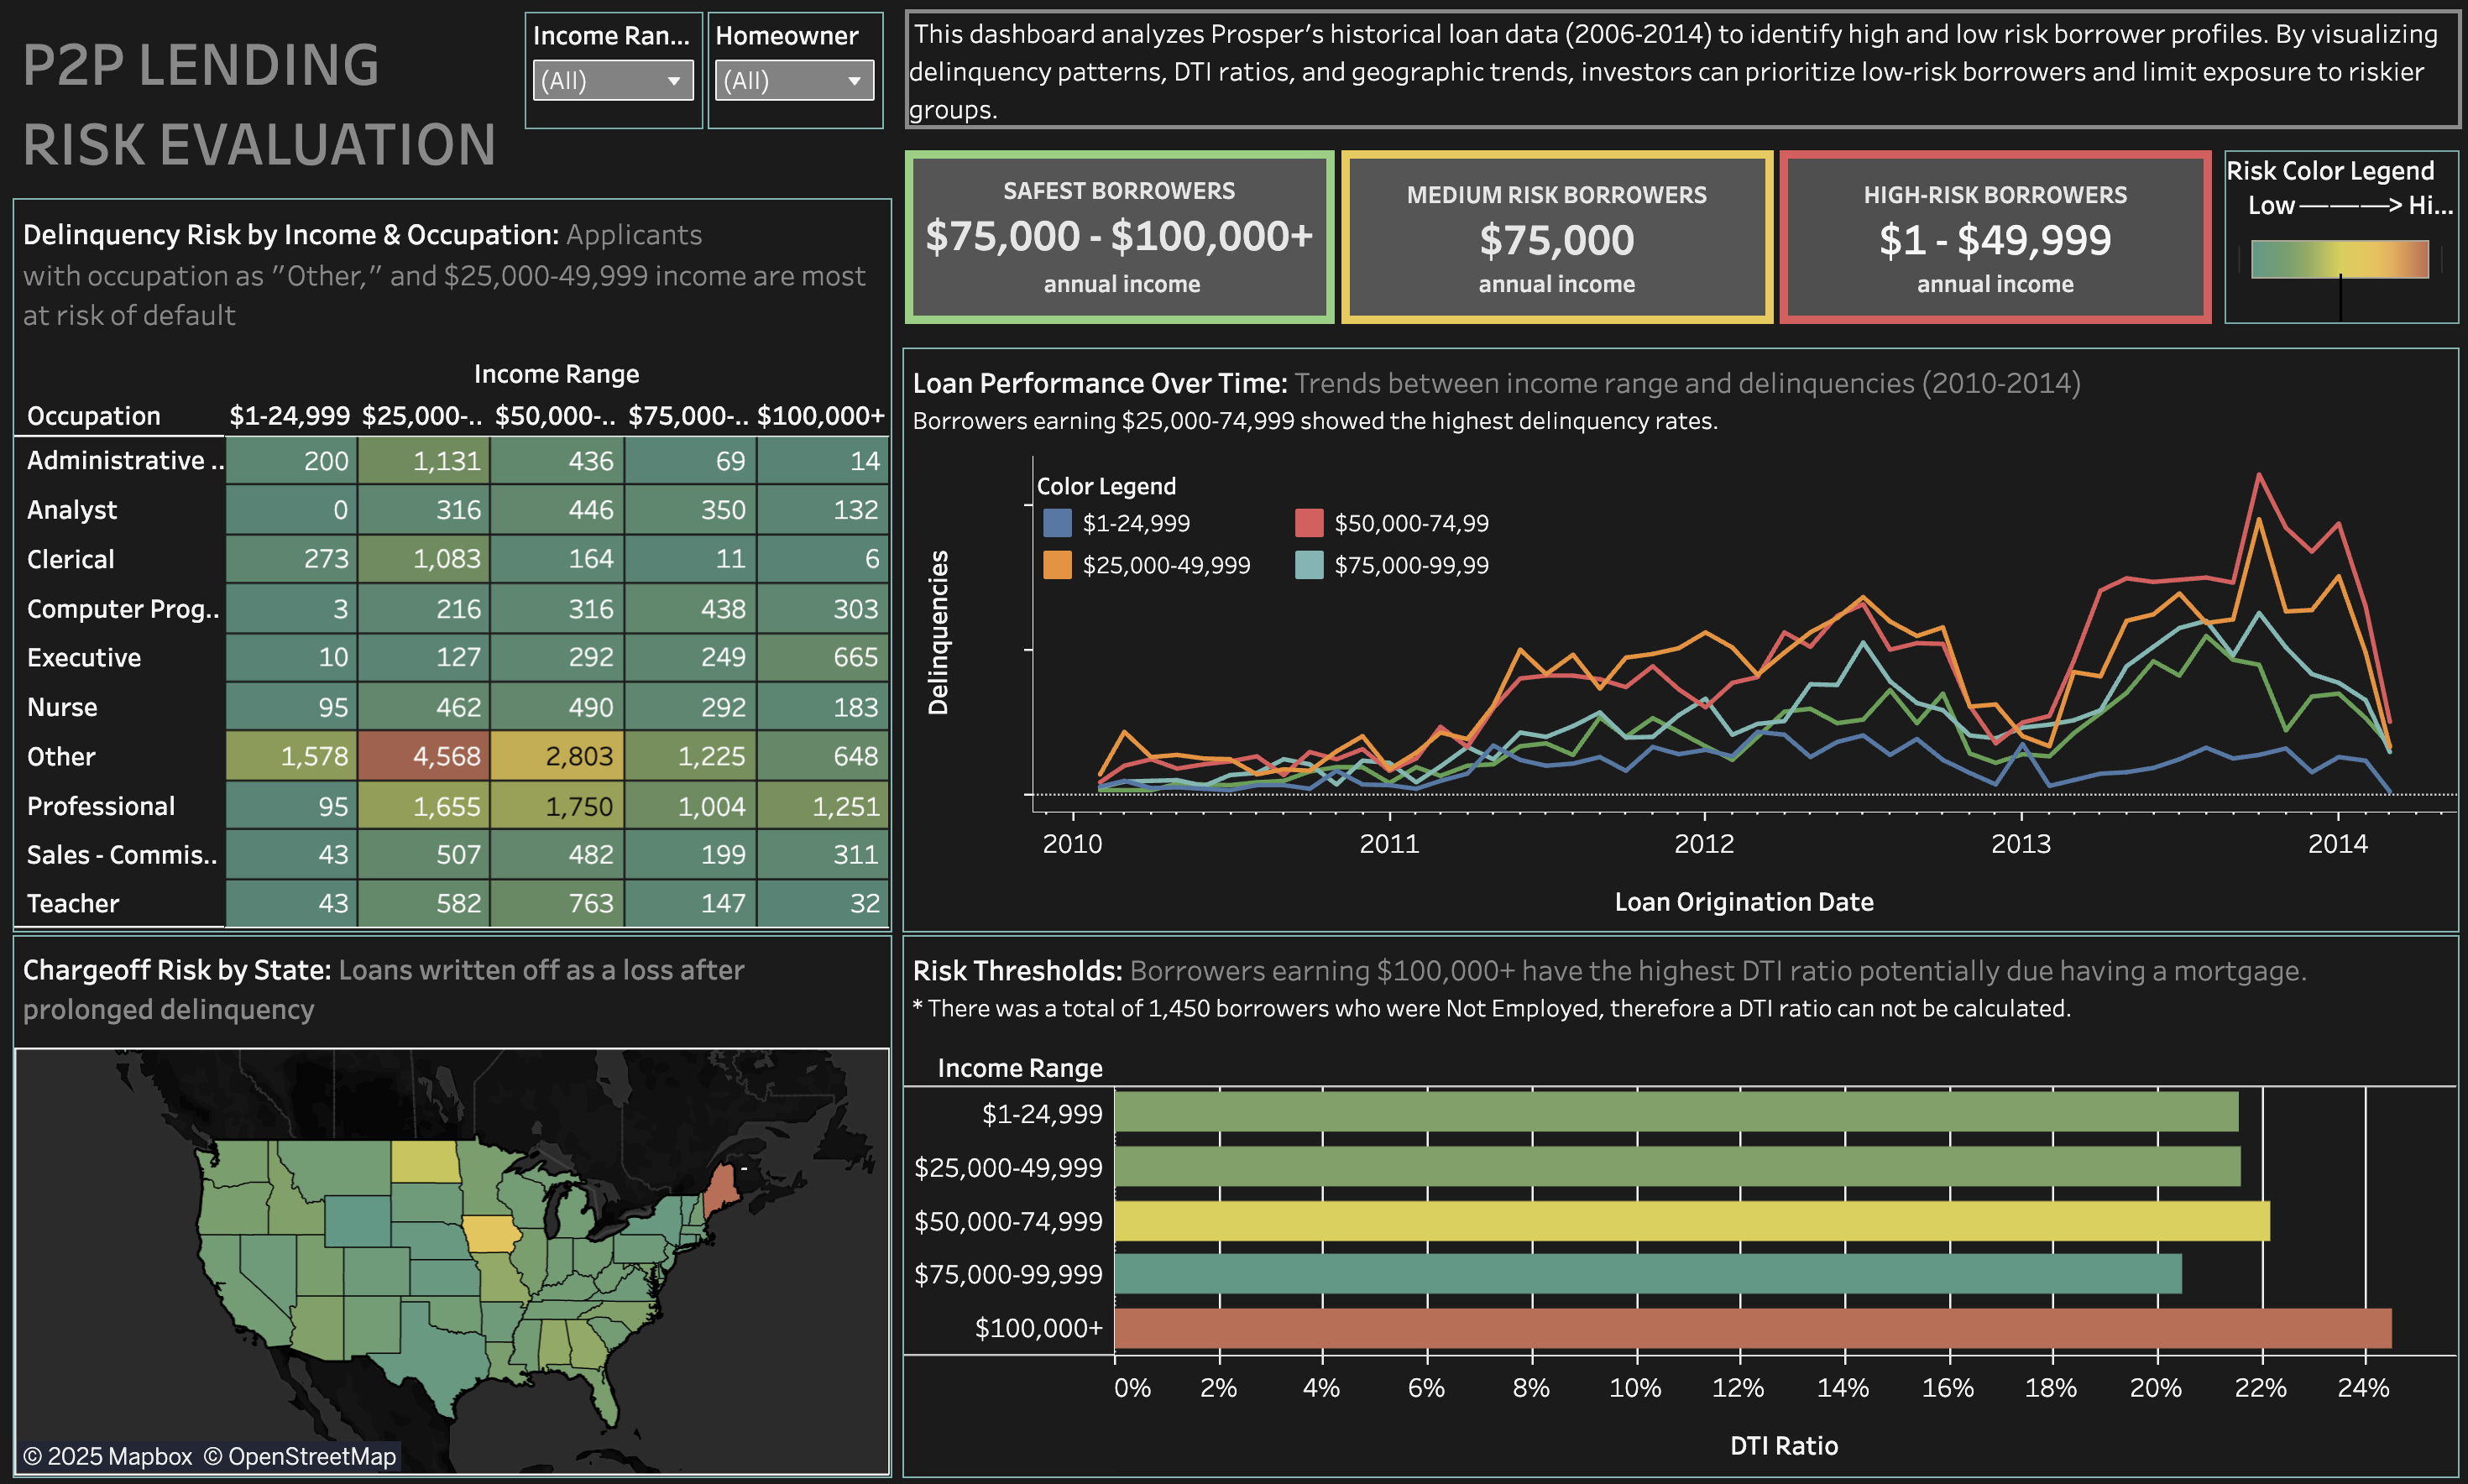 P2P LENDING
RISK EVALUATION
Income Ran...
(All)
Homeowner
(All)
This dashboard analyzes Prosper's historical loan data (2006-2014) to identify high and low risk borrower profiles. By visualizing
delinquency patterns, DTI ratios, and geographic trends, investors can prioritize low-risk borrowers and limit exposure to riskier
groups.
SAFEST BORROWERS
$75,000 - $100,000+
annual income
MEDIUM RISK BORROWERS
$75,000
annual income
HIGH-RISK BORROWERS
$1 - $49,999
annual income
Risk Color Legend
Low ———> Hi...
Delinquency Risk by Income & Occupation: Applicants
with occupation as "Other," and $25,000-49,999 income are most
at risk of default
Income Range
Occupation $1-24,999 $25,000-.. $50,000-.. $75,000-.. $100,000+
Administrative .. 200 1,131 436 69 14
Analyst 0 316 446 350 132
Clerical 273 1,083 164 11 6
Computer Prog.. 3 216 316 438 303
Executive 10 127 292 249 665
Nurse 95 462 490 292 183
Other 1,578 4,568 2,803 1,225 648
Professional 95 1,655 1,750 1,004 1,251
Sales - Commis.. 43 507 482 199 311
Teacher 43 582 763 147 32
Loan Performance Over Time: Trends between income range and delinquencies (2010-2014)
Borrowers earning $25,000-74,999 showed the highest delinquency rates.
Color Legend
$1-24,999
$50,000-74,99
$25,000-49,999
$75,000-99,99
Delinquencies
2010 2011 2012 2013 2014
Loan Origination Date
Chargeoff Risk by State: Loans written off as a loss after
prolonged delinquency
© 2025 Mapbox © OpenStreetMap
Risk Thresholds: Borrowers earning $100,000+ have the highest DTI ratio potentially due having a mortgage.
* There was a total of 1,450 borrowers who were Not Employed, therefore a DTI ratio can not be calculated.
Income Range
$1-24,999
$25,000-49,999
$50,000-74,999
$75,000-99,999
$100,000+
0% 2% 4% 6% 8% 10% 12% 14% 16% 18% 20% 22% 24%
DTI Ratio